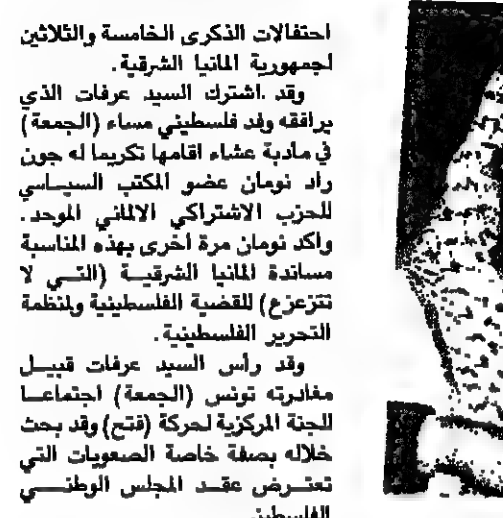 احتفالات الذكرى الخامسة والثلاثين
لجمهورية المانيا الشرقية.
وقد اشترك السيد عرفات الذي
يرافقه وفد فلسطيني مساء (الجمعة)
في مادبة عشاء اقامها تكريما له جون
راد نومان عضو المكتب السياسي
للحزب الاشتراكي الالماني الموحد.
واكد نومان مرة اخرى بهذه المناسبة
مساندة المانيا الشرقية (التي لا
تتزعزع) للقضية الفلسطينية ولمنظمة
التحرير الفلسطينية.
وقد رأس السيد عرفات قبيل
مغادرته تونس (الجمعة) اجتماعا
للجنة المركزية لحركة (فتح) وقد بحث
خلاله بصفة خاصة الصعوبات التي
تعترض عقد المجلس الوطني
الفلسطيني